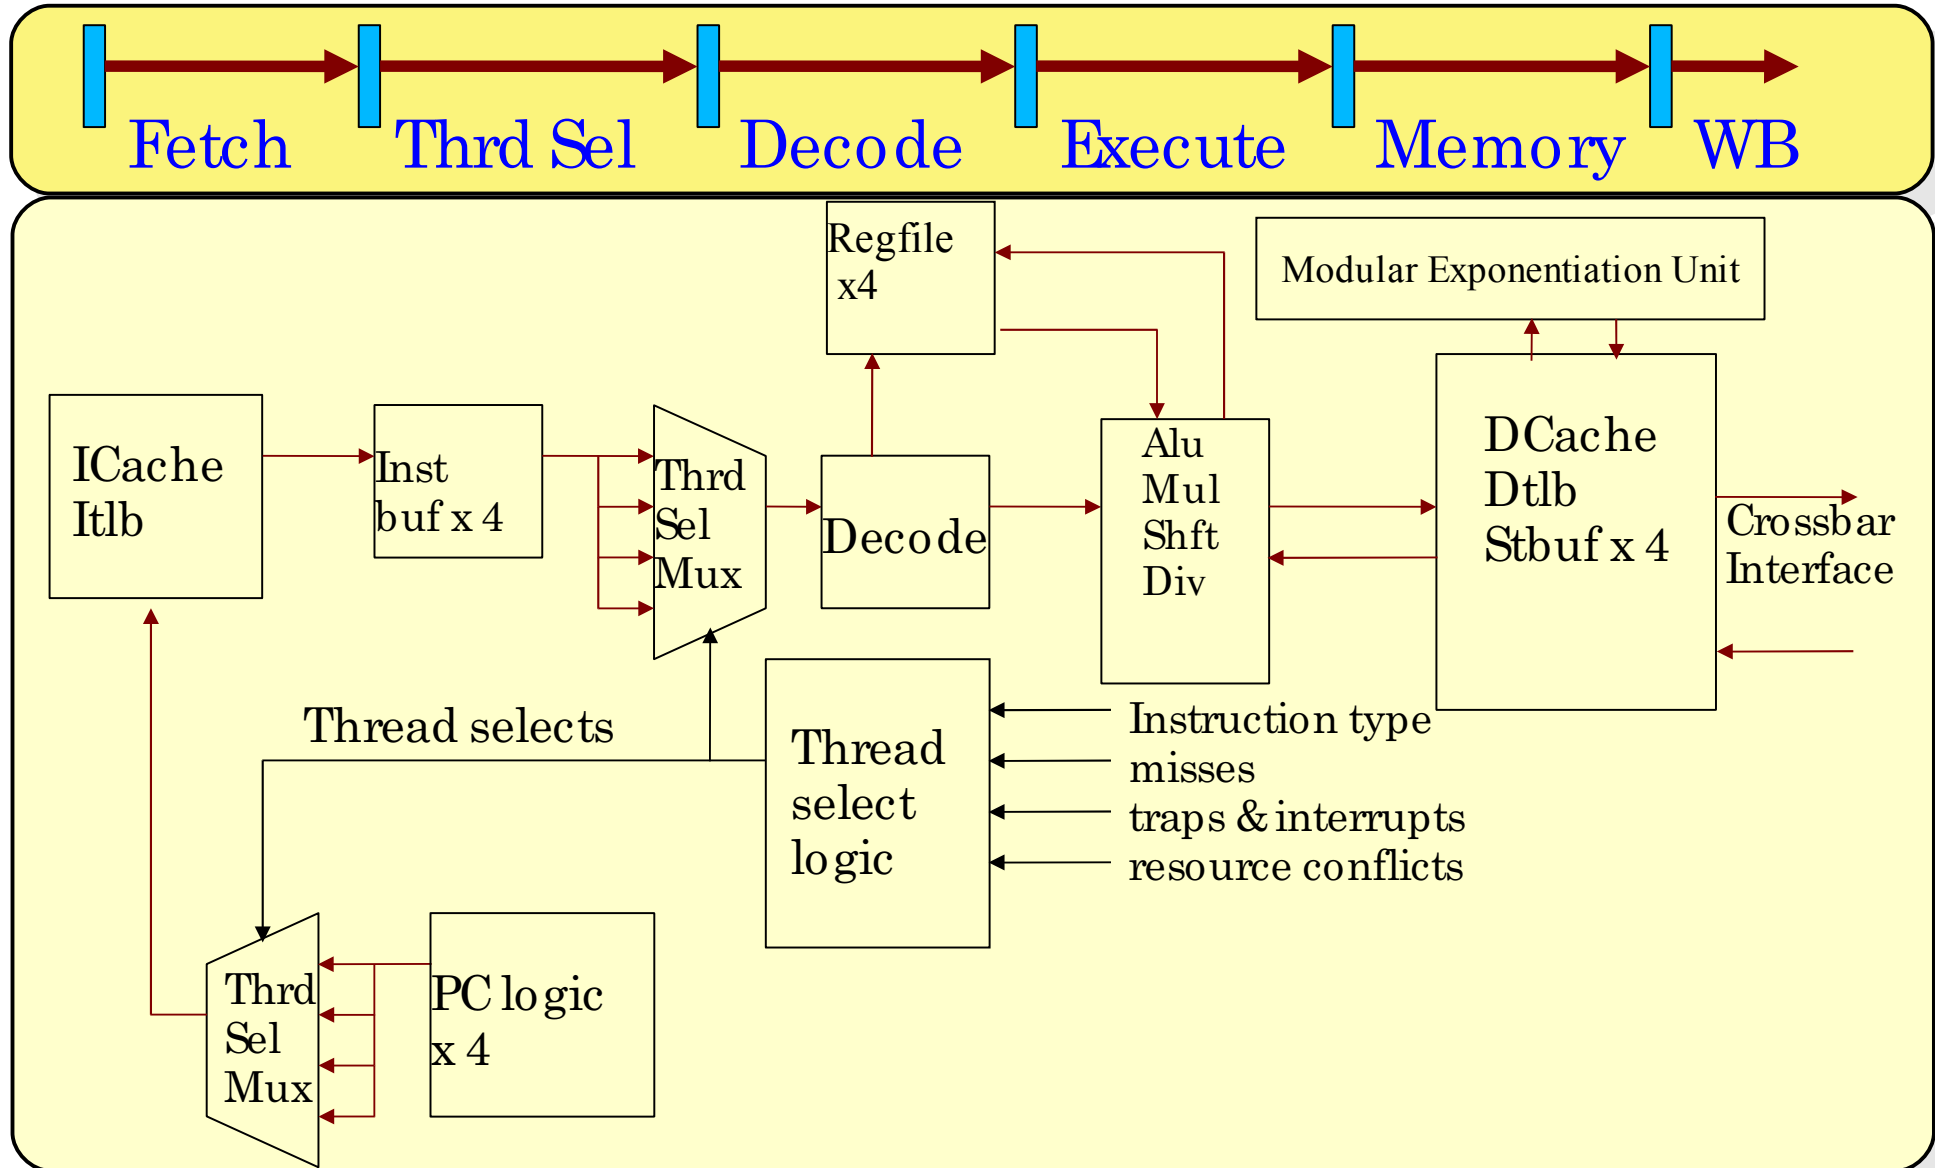 Fetch Thrd Sel Decode Execute Memory WB
Regfile
x4
Modular Exponentiation Unit
ICache
Itlb
Inst
buf x 4
Thrd
Sel
Mux
Decode
Alu
Mul
Shft
Div
DCache
Dtlb
Stbuf x 4
Crossbar
Interface
Thread selects
Thread
select
logic
Instruction type
misses
traps & interrupts
resource conflicts
Thrd
Sel
Mux
PC logic
x 4